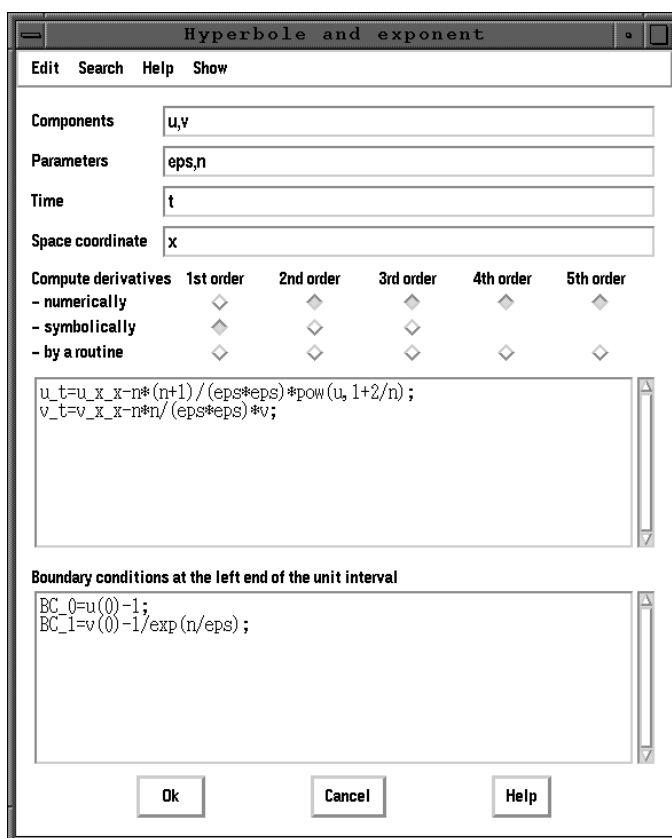 Hyperbole and exponent
Edit Search Help Show
Components u,v
Parameters eps,n
Time t
Space coordinate x
Compute derivatives 1st order 2nd order 3rd order 4th order 5th order
– numerically
– symbolically
– by a routine
u_t=u_x_x-n*(n+1)/(eps*eps)*pow(u,1+2/n);
v_t=v_x_x-n*n/(eps*eps)*v;
Boundary conditions at the left end of the unit interval
BC_0=u(0)-1;
BC_1=v(0)-1/exp(n/eps);
Ok Cancel Help